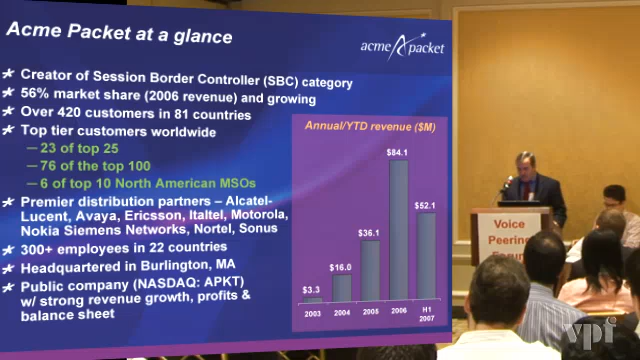 Acme Packet at a glance
acme packet
Creator of Session Border Controller (SBC) category
56% market share (2006 revenue) and growing
Over 420 customers in 81 countries
Top tier customers worldwide
– 23 of top 25
– 76 of the top 100
– 6 of top 10 North American MSOs
Premier distribution partners – Alcatel-
Lucent, Avaya, Ericsson, Italtel, Motorola,
Nokia Siemens Networks, Nortel, Sonus
300+ employees in 22 countries
Headquartered in Burlington, MA
Public company (NASDAQ: APKT)
w/ strong revenue growth, profits &
balance sheet
Annual/YTD revenue ($M)
$84.1
$52.1
$36.1
$16.0
$3.3
2003 2004 2005 2006 H1
2007
Voice
Peering
Forum
vpf